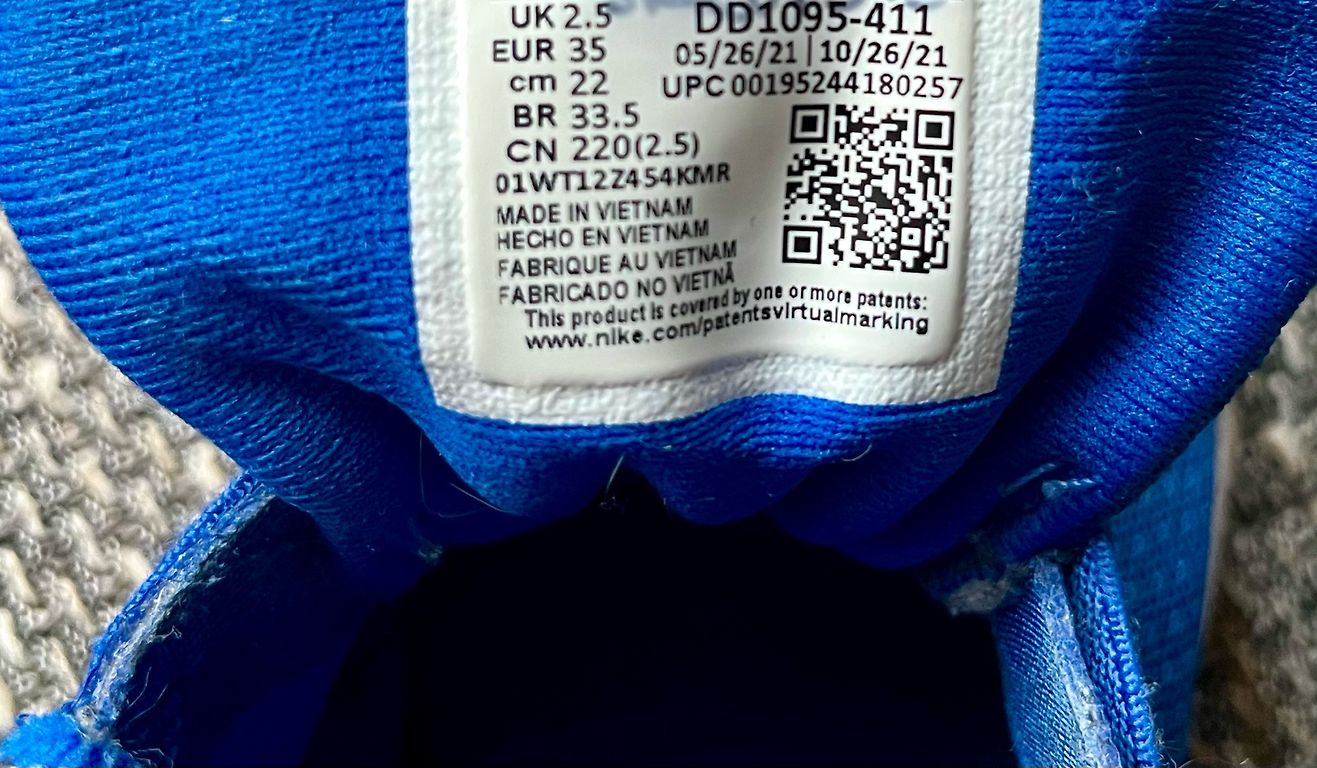 UK 2.5
EUR 35
cm 22
BR 33.5
CN 220(2.5)
DD1095-411
05/26/21 | 10/26/21
UPC 00195244180257
01WT12Z454KMR
MADE IN VIETNAM
HECHO EN VIETNAM
FABRIQUE AU VIETNAM
FABRICADO NO VIETNÃ
This product is covered by one or more patents:
www.nike.com/patentsvirtualmarking